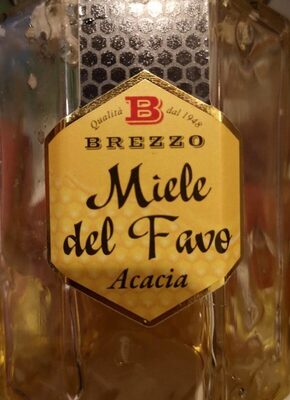 Qualità dal 1948
B
BREZZO
Miele
del Favo
Acacia